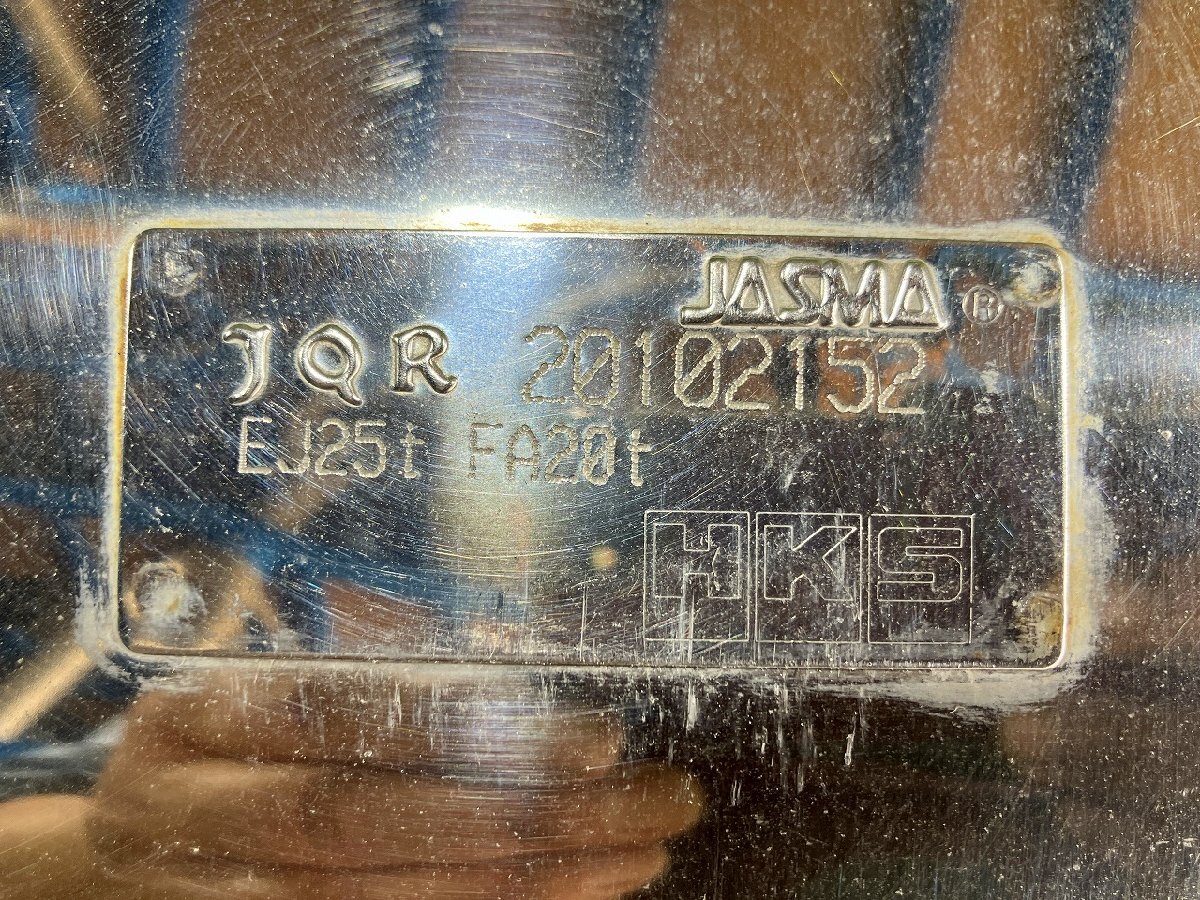 JASMA ®
JQR 20102152
EJ25t FA20t
HKS